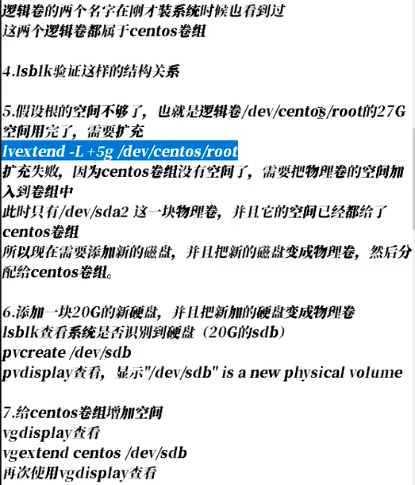 逻辑卷的两个名字在刚才装系统时候也看到过
这两个逻辑卷都属于centos卷组
4.lsblk验证这样的结构关系
5.假设根的空间不够了，也就是逻辑卷/dev/centos/root的27G
空间用完了，需要扩充
lvextend -L +5g /dev/centos/root
扩充失败，因为centos卷组没有空间了，需要把物理卷的空间加
入到卷组中
此时只有/dev/sda2 这一块物理卷，并且它的空间已经都给了
centos卷组
所以现在需要添加新的磁盘，并且把新的磁盘变成物理卷，然后分
配给centos卷组。
6.添加一块20G的新硬盘，并且把新加的硬盘变成物理卷
lsblk查看系统是否识别到硬盘（20G的sdb）
pvcreate /dev/sdb
pvdisplay查看，显示"/dev/sdb" is a new physical volume
7.给centos卷组增加空间
vgdisplay查看
vgextend centos /dev/sdb
再次使用vgdisplay查看